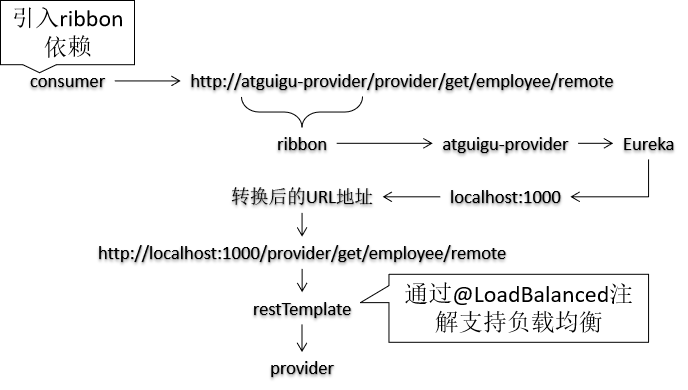 引入ribbon
依赖
consumer
http://atguigu-provider/provider/get/employee/remote
ribbon
atguigu-provider
Eureka
转换后的URL地址
localhost:1000
http://localhost:1000/provider/get/employee/remote
restTemplate
通过@LoadBalanced注
解支持负载均衡
provider